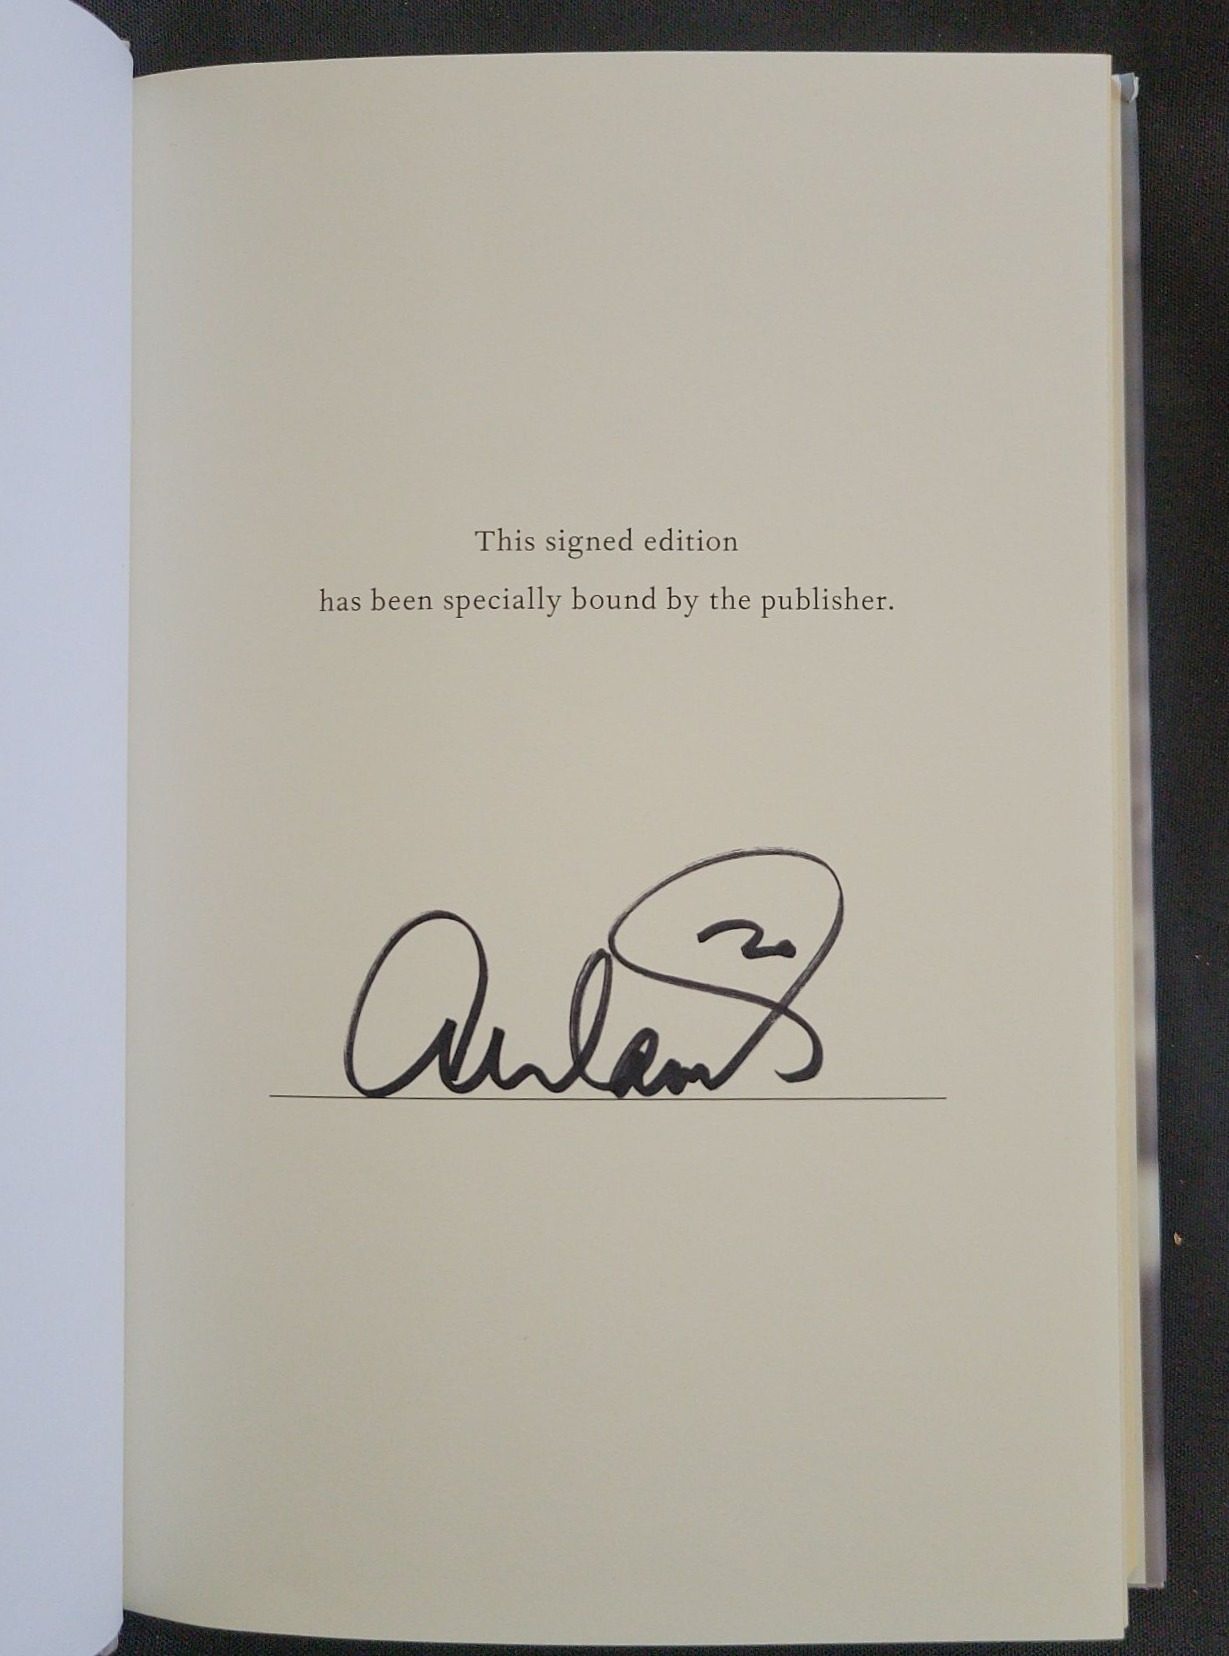 This signed edition
has been specially bound by the publisher.